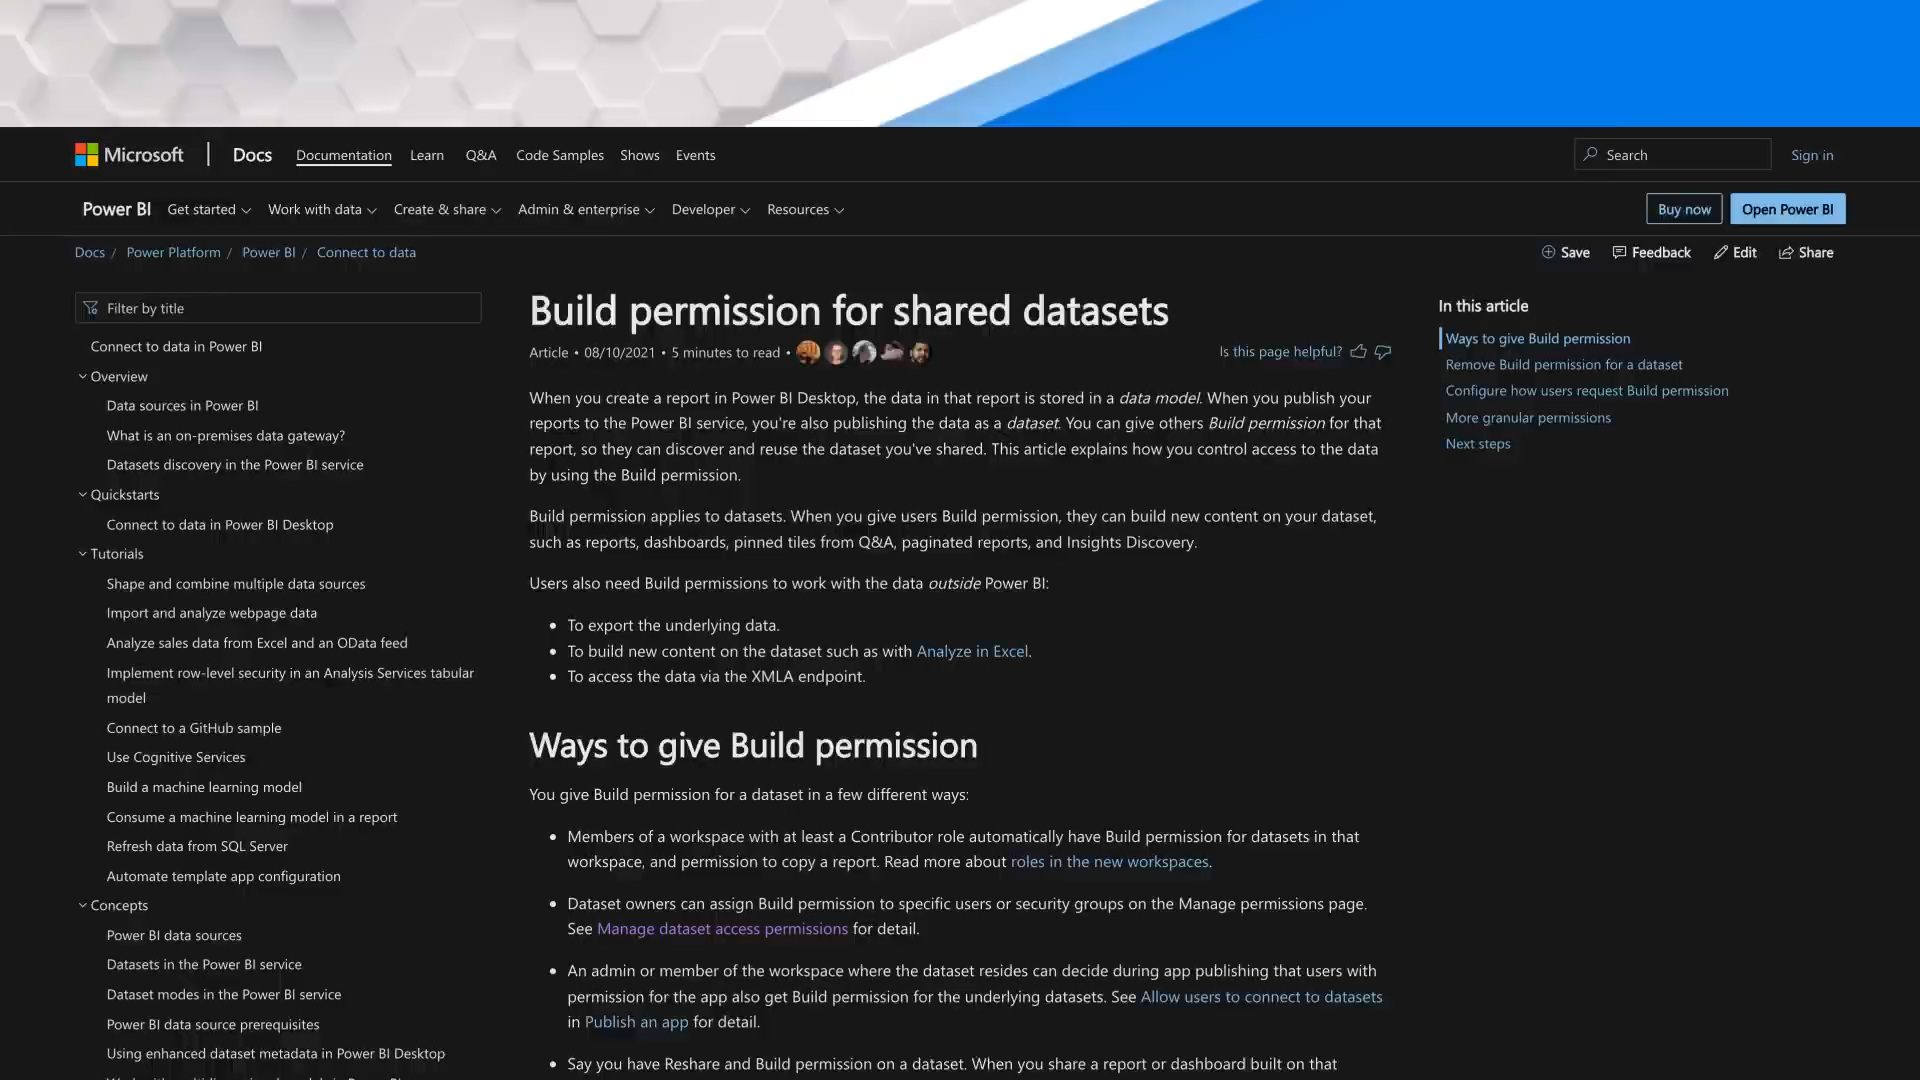 Microsoft Docs Documentation Learn Q&A Code Samples Shows Events Search Sign in
Power BI Get started Work with data Create & share Admin & enterprise Developer Resources Buy now Open Power BI
Docs / Power Platform / Power BI / Connect to data Save Feedback Edit Share
Filter by title
Connect to data in Power BI
Overview
Data sources in Power BI
What is an on-premises data gateway?
Datasets discovery in the Power BI service
Quickstarts
Connect to data in Power BI Desktop
Tutorials
Shape and combine multiple data sources
Import and analyze webpage data
Analyze sales data from Excel and an OData feed
Implement row-level security in an Analysis Services tabular
model
Connect to a GitHub sample
Use Cognitive Services
Build a machine learning model
Consume a machine learning model in a report
Refresh data from SQL Server
Automate template app configuration
Concepts
Power BI data sources
Datasets in the Power BI service
Dataset modes in the Power BI service
Power BI data source prerequisites
Using enhanced dataset metadata in Power BI Desktop
Build permission for shared datasets
Article • 08/10/2021 • 5 minutes to read •
Is this page helpful?
When you create a report in Power BI Desktop, the data in that report is stored in a data model. When you publish your
reports to the Power BI service, you're also publishing the data as a dataset. You can give others Build permission for that
report, so they can discover and reuse the dataset you've shared. This article explains how you control access to the data
by using the Build permission.
Build permission applies to datasets. When you give users Build permission, they can build new content on your dataset,
such as reports, dashboards, pinned tiles from Q&A, paginated reports, and Insights Discovery.
Users also need Build permissions to work with the data outside Power BI:
• To export the underlying data.
• To build new content on the dataset such as with Analyze in Excel.
• To access the data via the XMLA endpoint.
Ways to give Build permission
You give Build permission for a dataset in a few different ways:
• Members of a workspace with at least a Contributor role automatically have Build permission for datasets in that
workspace, and permission to copy a report. Read more about roles in the new workspaces.
• Dataset owners can assign Build permission to specific users or security groups on the Manage permissions page.
See Manage dataset access permissions for detail.
• An admin or member of the workspace where the dataset resides can decide during app publishing that users with
permission for the app also get Build permission for the underlying datasets. See Allow users to connect to datasets
in Publish an app for detail.
• Say you have Reshare and Build permission on a dataset. When you share a report or dashboard built on that
In this article
Ways to give Build permission
Remove Build permission for a dataset
Configure how users request Build permission
More granular permissions
Next steps